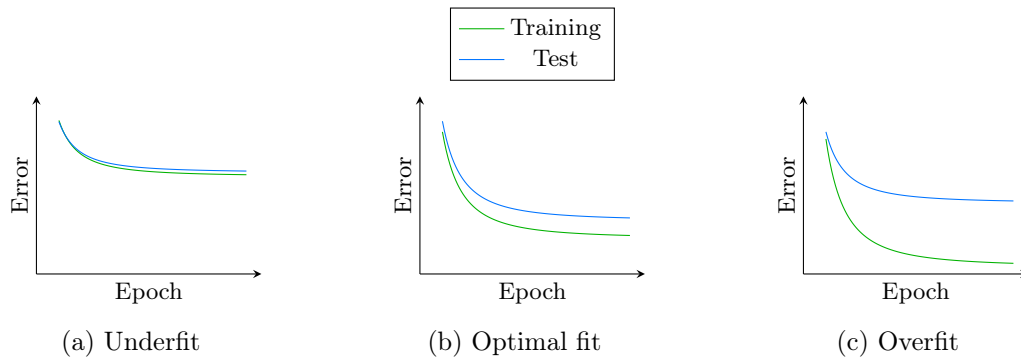 Training
Test
Error
Epoch
(a) Underfit
Error
Epoch
(b) Optimal fit
Error
Epoch
(c) Overfit